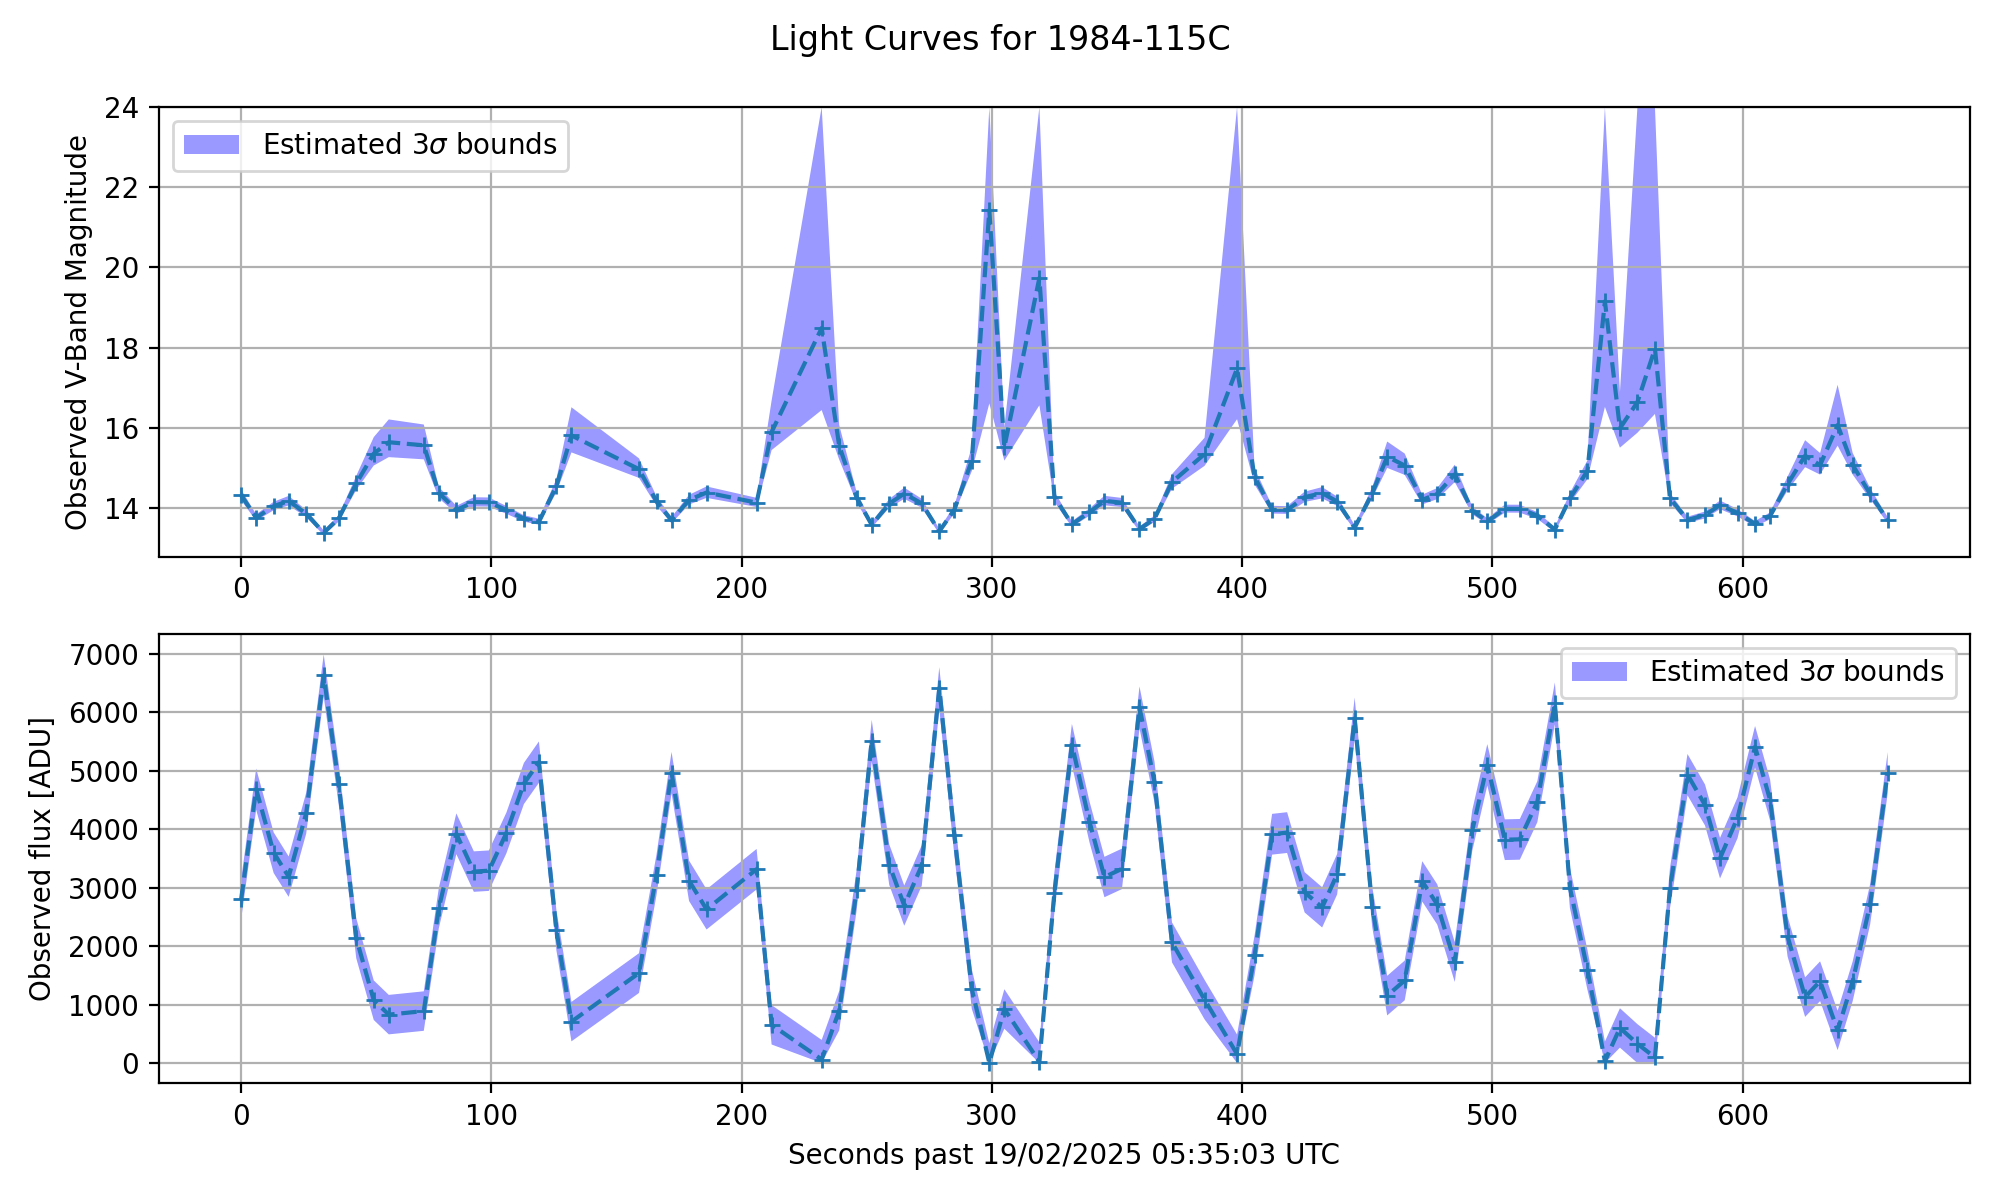 Light Curves for 1984-115C
Observed V-Band Magnitude
24
22
20
18
16
14
Estimated 3σ bounds
0 100 200 300 400 500 600
Observed flux [ADU]
7000
6000
5000
4000
3000
2000
1000
0
Estimated 3σ bounds
0 100 200 300 400 500 600
Seconds past 19/02/2025 05:35:03 UTC